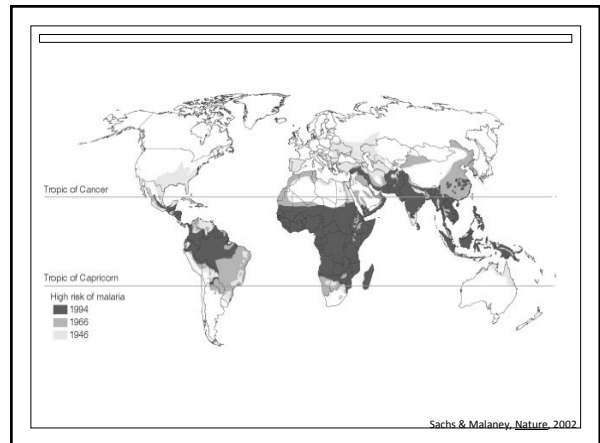 Tropic of Cancer
Tropic of Capricorn
High risk of malaria
1994
1966
1946
Sachs & Malaney, Nature, 2002